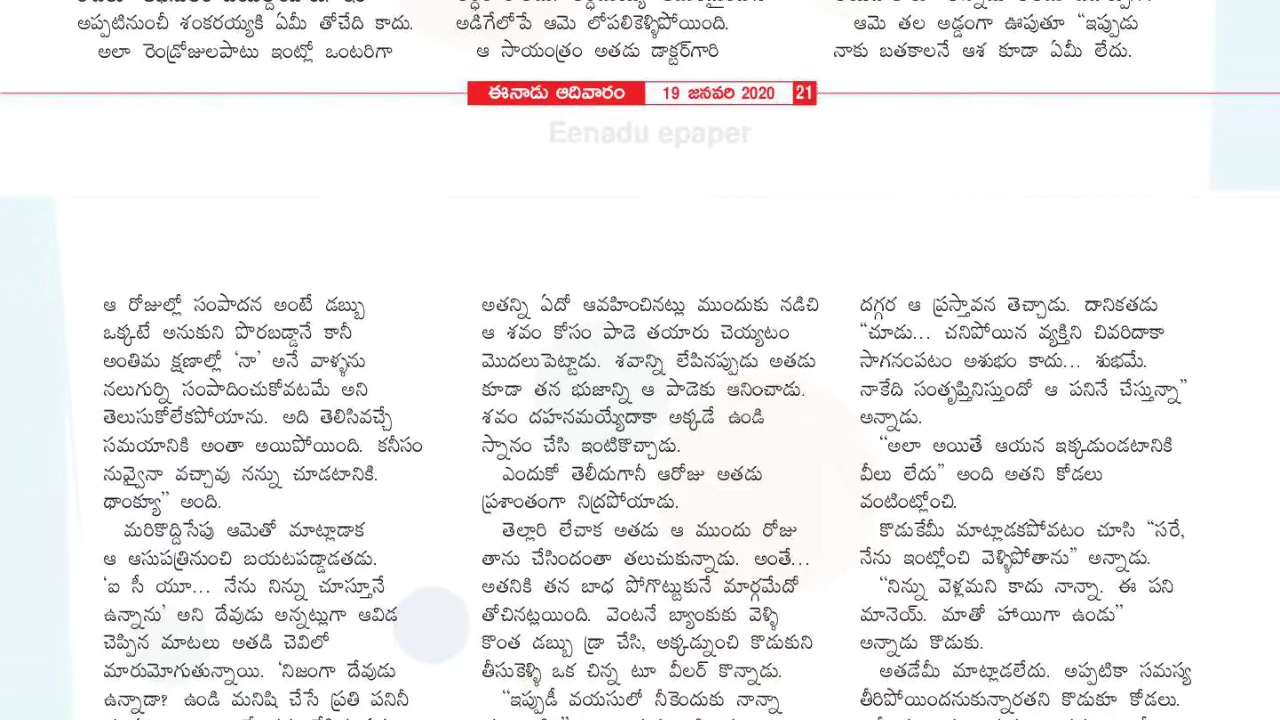 అప్పటినుంచీ శంకరయ్యకి ఏమీ తోచేది కాదు.
అలా రెండ్రోజులపాటు ఇంట్లో ఒంటరిగా
అడిగేలోపే ఆమె లోపలికెళ్ళిపోయింది.
ఆ సాయంత్రం అతడు డాక్టర్‌గారి
ఆమె తల అడ్డంగా ఊపుతూ “ఇప్పుడు
నాకు బతకాలనే ఆశ కూడా ఏమీ లేదు.
ఈనాడు ఆదివారం 19 జనవరి 2020 21
Eenadu epaper
ఆ రోజుల్లో సంపాదన అంటే డబ్బు
ఒక్కటే అనుకుని పొరబడ్డానే కానీ
అంతిమ క్షణాల్లో ‘నా’ అనే వాళ్ళను
నలుగుర్ని సంపాదించుకోవటమే అని
తెలుసుకోలేకపోయాను. అది తెలిసివచ్చే
సమయానికి అంతా అయిపోయింది. కనీసం
నువ్వైనా వచ్చావు నన్ను చూడటానికి.
థాంక్యూ” అంది.
మరికొద్దిసేపు ఆమెతో మాట్లాడాక
ఆ ఆసుపత్రినుంచి బయటపడ్డాడతడు.
‘ఐ సీ యూ... నేను నిన్ను చూస్తూనే
ఉన్నాను’ అని దేవుడు అన్నట్లుగా ఆవిడ
చెప్పిన మాటలు అతడి చెవిలో
మారుమోగుతున్నాయి. ‘నిజంగా దేవుడు
ఉన్నాడా? ఉండి మనిషి చేసే ప్రతి పనినీ
అతన్ని ఏదో ఆవహించినట్లు ముందుకు నడిచి
ఆ శవం కోసం పాడె తయారు చెయ్యటం
మొదలుపెట్టాడు. శవాన్ని లేపినప్పుడు అతడు
కూడా తన భుజాన్ని ఆ పాడెకు ఆనించాడు.
శవం దహనమయ్యేదాకా అక్కడే ఉండి
స్నానం చేసి ఇంటికొచ్చాడు.
ఎందుకో తెలీదుగానీ ఆరోజు అతడు
ప్రశాంతంగా నిద్రపోయాడు.
తెల్లారి లేచాక అతడు ఆ ముందు రోజు
తాను చేసిందంతా తలుచుకున్నాడు. అంతే...
అతనికి తన బాధ పోగొట్టుకునే మార్గమేదో
తోచినట్లయింది. వెంటనే బ్యాంకుకు వెళ్ళి
కొంత డబ్బు డ్రా చేసి, అక్కడ్నుంచి కొడుకుని
తీసుకెళ్ళి ఒక చిన్న టూ వీలర్ కొన్నాడు.
“ఇప్పుడీ వయసులో నీకెందుకు నాన్నా
దగ్గర ఆ ప్రస్తావన తెచ్చాడు. దానికతడు
“చూడు... చనిపోయిన వ్యక్తిని చివరిదాకా
సాగనంపటం అశుభం కాదు... శుభమే.
నాకేది సంతృప్తినిస్తుందో ఆ పనినే చేస్తున్నా”
అన్నాడు.
“అలా అయితే ఆయన ఇక్కడుండటానికి
వీలు లేదు” అంది అతని కోడలు
వంటింట్లోంచి.
కొడుకేమీ మాట్లాడకపోవటం చూసి “సరే,
నేను ఇంట్లోంచి వెళ్ళిపోతాను” అన్నాడు.
“నిన్ను వెళ్లమని కాదు నాన్నా. ఈ పని
మానెయ్. మాతో హాయిగా ఉండు”
అన్నాడు కొడుకు.
అతడేమీ మాట్లాడలేదు. అప్పటికా సమస్య
తీరిపోయిందనుకున్నారతని కొడుకూ కోడలు.